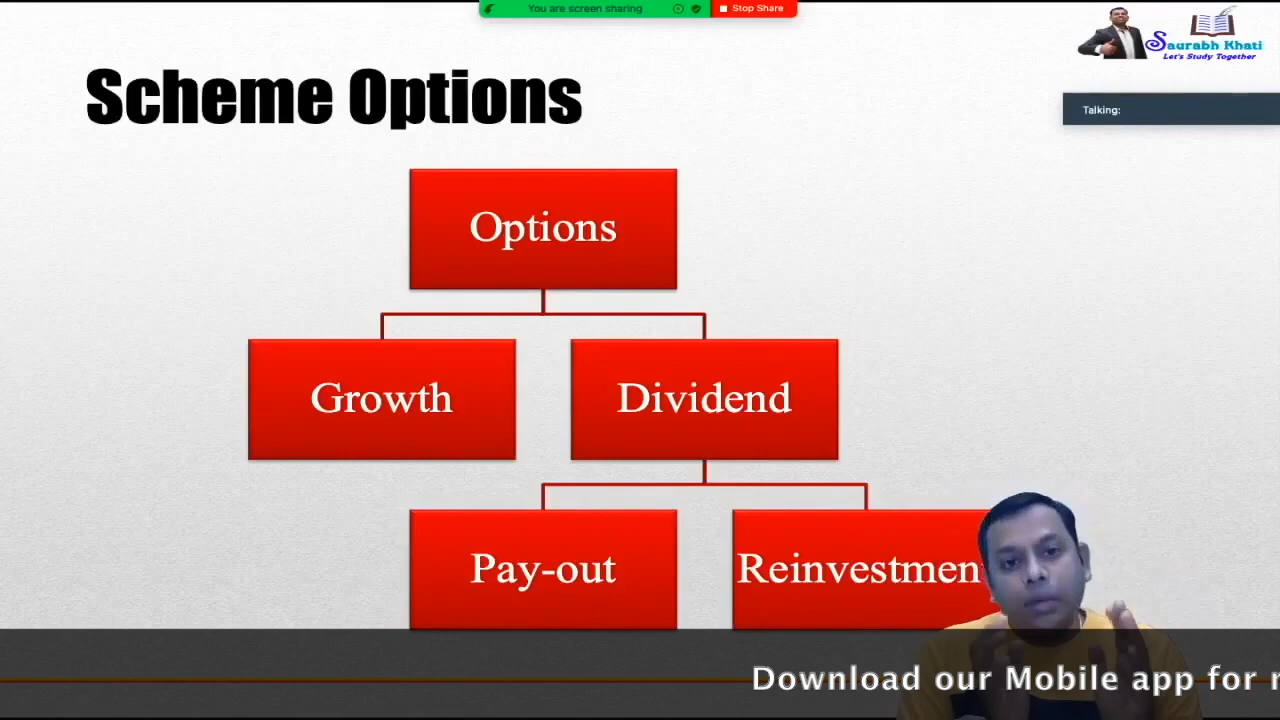 You are screen sharing
Stop Share
Saurabh Khati
Let's Study Together
Scheme Options
Talking:
Options
Growth
Dividend
Pay-out
Reinvestmen
Download our Mobile app for